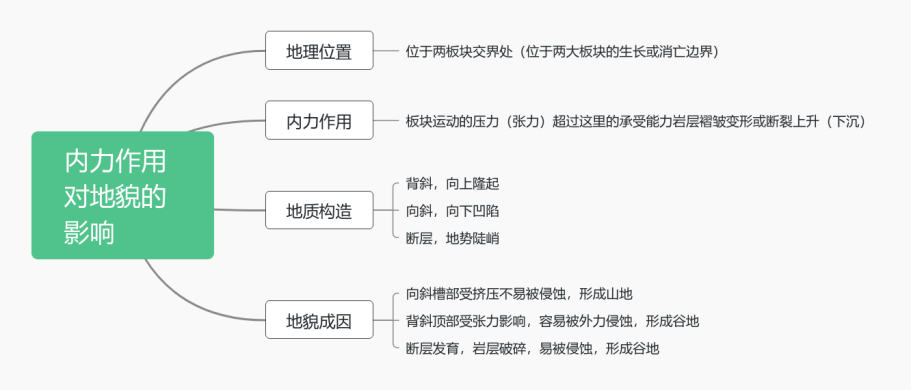 内力作用
对地貌的
影响
地理位置
位于两板块交界处（位于两大板块的生长或消亡边界）
内力作用
板块运动的压力（张力）超过这里的承受能力岩层褶皱变形或断裂上升（下沉）
地质构造
背斜，向上隆起
向斜，向下凹陷
断层，地势陡峭
地貌成因
向斜槽部受挤压不易被侵蚀，形成山地
背斜顶部受张力影响，容易被外力侵蚀，形成谷地
断层发育，岩层破碎，易被侵蚀，形成谷地